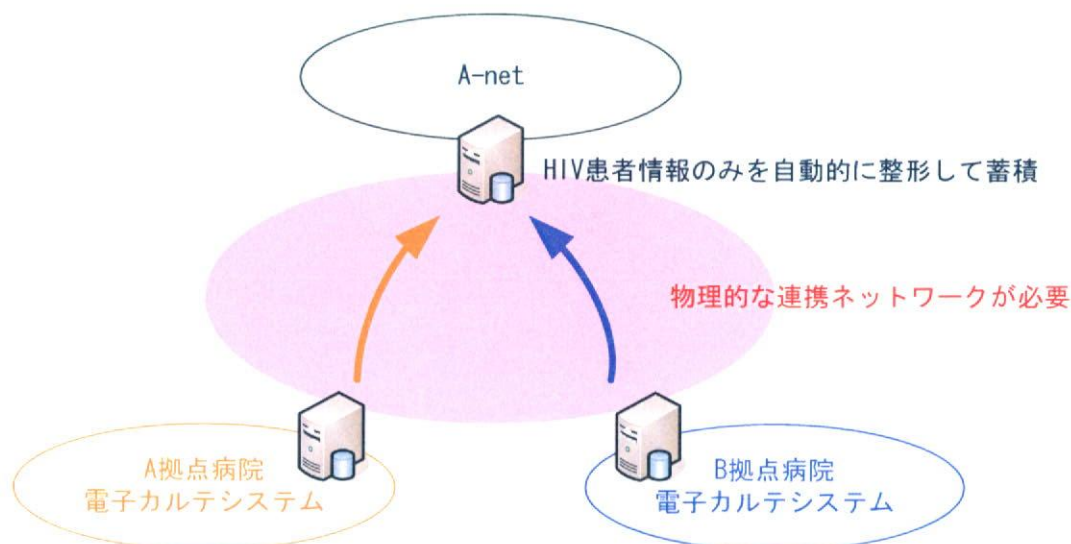 A-net
HIV患者情報のみを自動的に整形して蓄積
物理的な連携ネットワークが必要
A拠点病院
電子カルテシステム
B拠点病院
電子カルテシステム